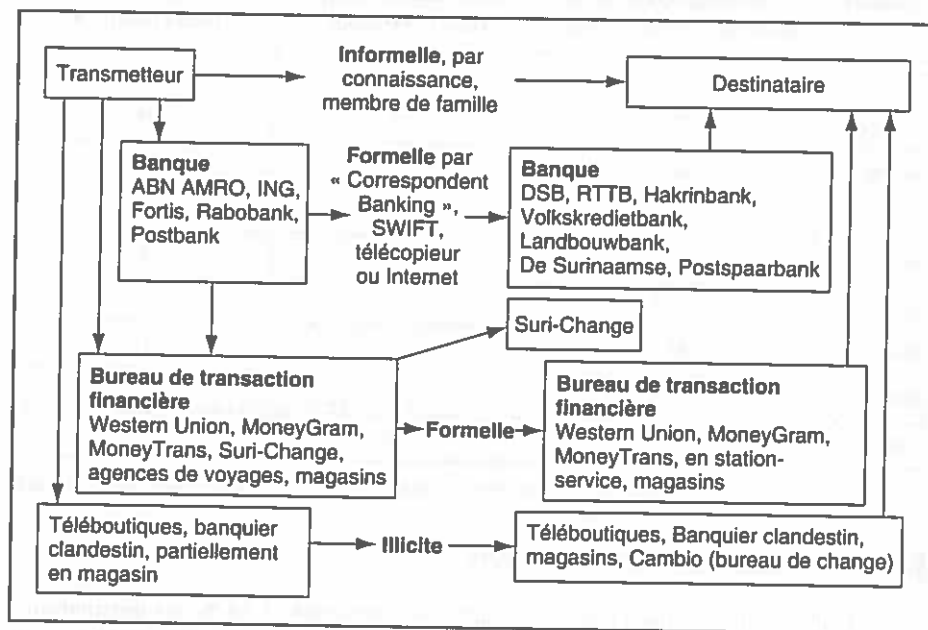 Transmetteur
Informelle, par
connaissance,
membre de famille
Destinataire
Banque
ABN AMRO, ING,
Fortis, Rabobank,
Postbank
Formelle par
« Correspondent
Banking »,
SWIFT,
télécopieur
ou Internet
Banque
DSB, RTTB, Hakrinbank,
Volkskredietbank,
Landbouwbank,
De Surinaamse, Postspaarbank
Suri-Change
Bureau de transaction
financière
Western Union, MoneyGram,
MoneyTrans, Suri-Change,
agences de voyages, magasins
Formelle
Bureau de transaction
financière
Western Union, MoneyGram,
MoneyTrans, en station-
service, magasins
Téléboutiques, banquier
clandestin, partiellement
en magasin
Illicite
Téléboutiques, Banquier clandestin,
magasins, Cambio (bureau de change)